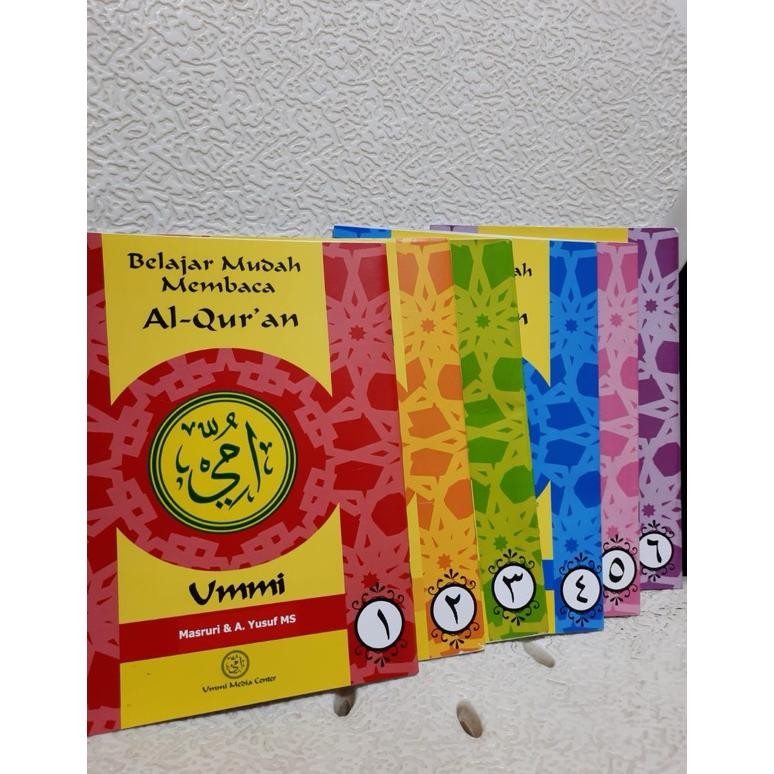 Belajar Mudah
Membaca
Al-Qur'an
اُمِّيْ
Ummi
Masruri & A. Yusuf MS
Ummi Media Center
١
٢
٣
٤
٥
٦
ah
n